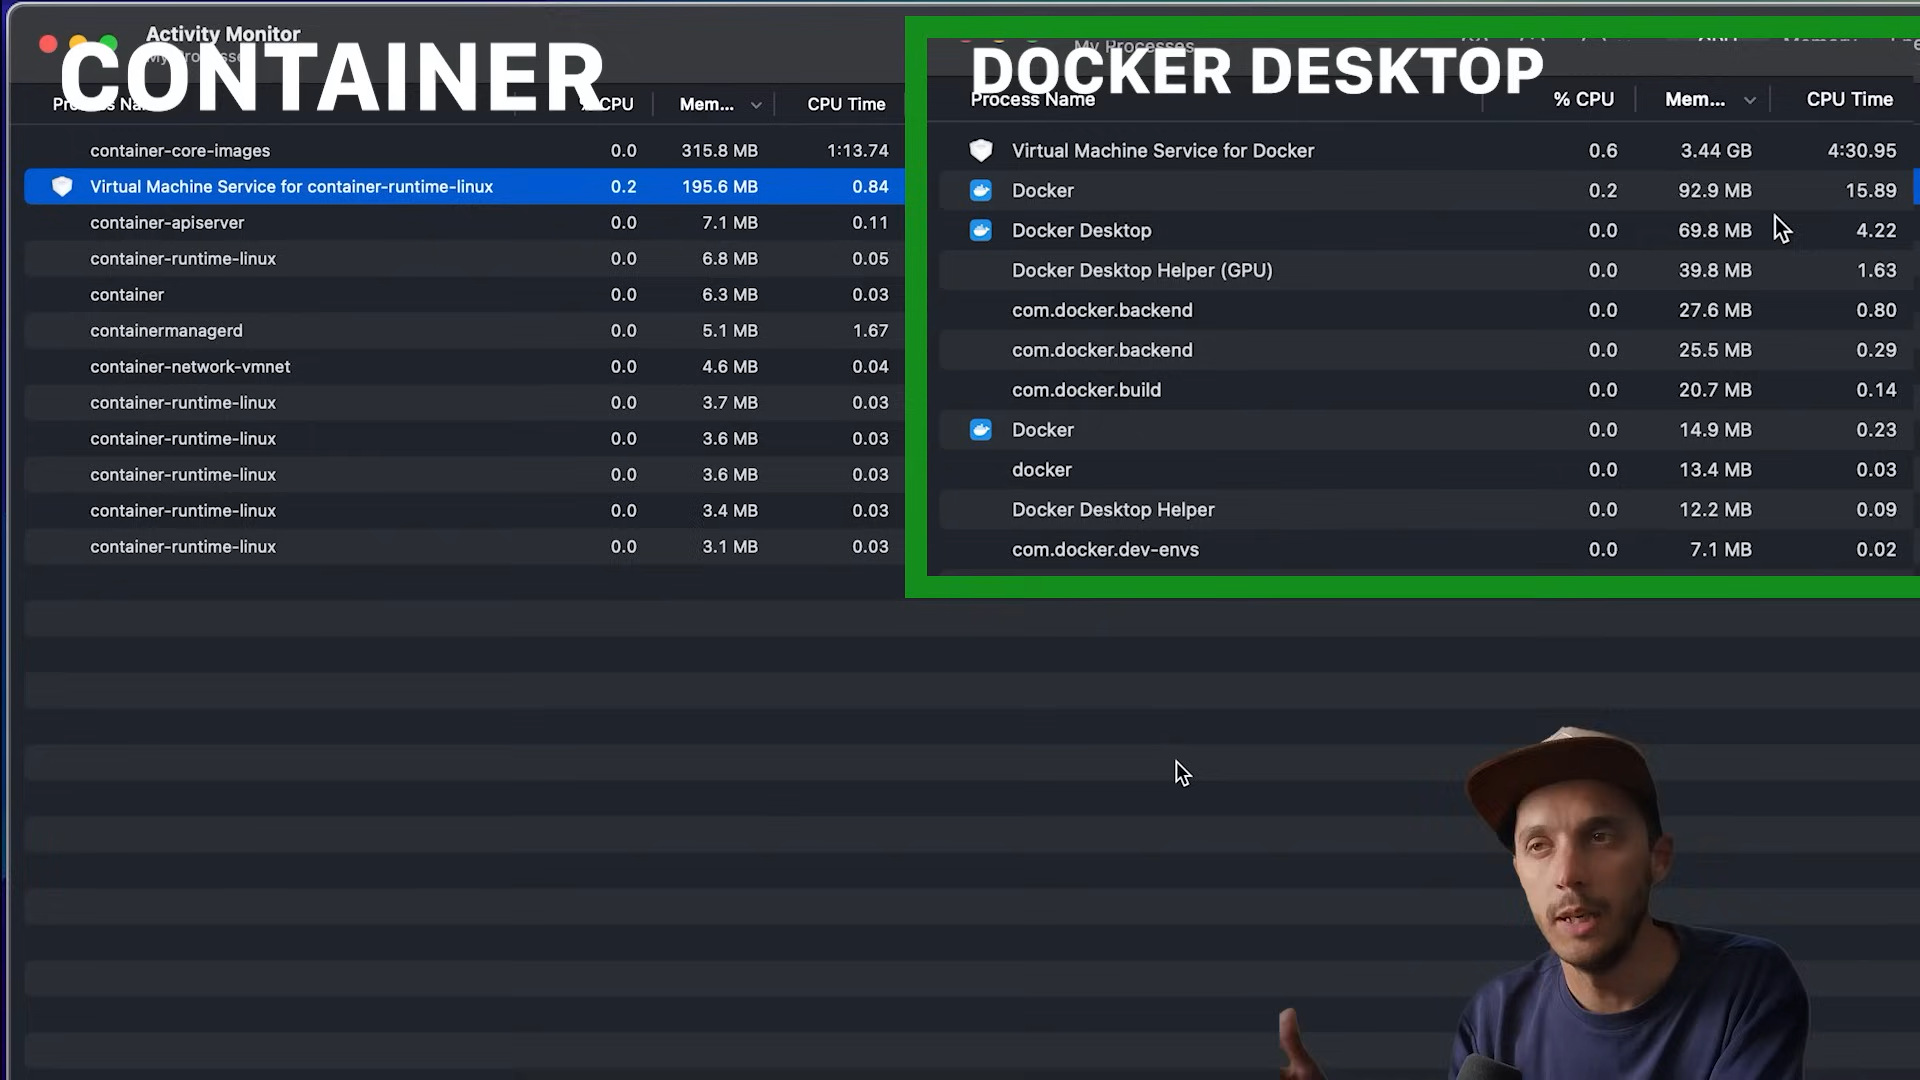 Activity Monitor
CONTAINER
% CPU Mem... CPU Time
container-core-images 0.0 315.8 MB 1:13.74
Virtual Machine Service for container-runtime-linux 0.2 195.6 MB 0.84
container-apiserver 0.0 7.1 MB 0.11
container-runtime-linux 0.0 6.8 MB 0.05
container 0.0 6.3 MB 0.03
containermanagerd 0.0 5.1 MB 1.67
container-network-vmnet 0.0 4.6 MB 0.04
container-runtime-linux 0.0 3.7 MB 0.03
container-runtime-linux 0.0 3.6 MB 0.03
container-runtime-linux 0.0 3.6 MB 0.03
container-runtime-linux 0.0 3.4 MB 0.03
container-runtime-linux 0.0 3.1 MB 0.03
My Processes
DOCKER DESKTOP
Process Name % CPU Mem... CPU Time
Virtual Machine Service for Docker 0.6 3.44 GB 4:30.95
Docker 0.2 92.9 MB 15.89
Docker Desktop 0.0 69.8 MB 4.22
Docker Desktop Helper (GPU) 0.0 39.8 MB 1.63
com.docker.backend 0.0 27.6 MB 0.80
com.docker.backend 0.0 25.5 MB 0.29
com.docker.build 0.0 20.7 MB 0.14
Docker 0.0 14.9 MB 0.23
docker 0.0 13.4 MB 0.03
Docker Desktop Helper 0.0 12.2 MB 0.09
com.docker.dev-envs 0.0 7.1 MB 0.02